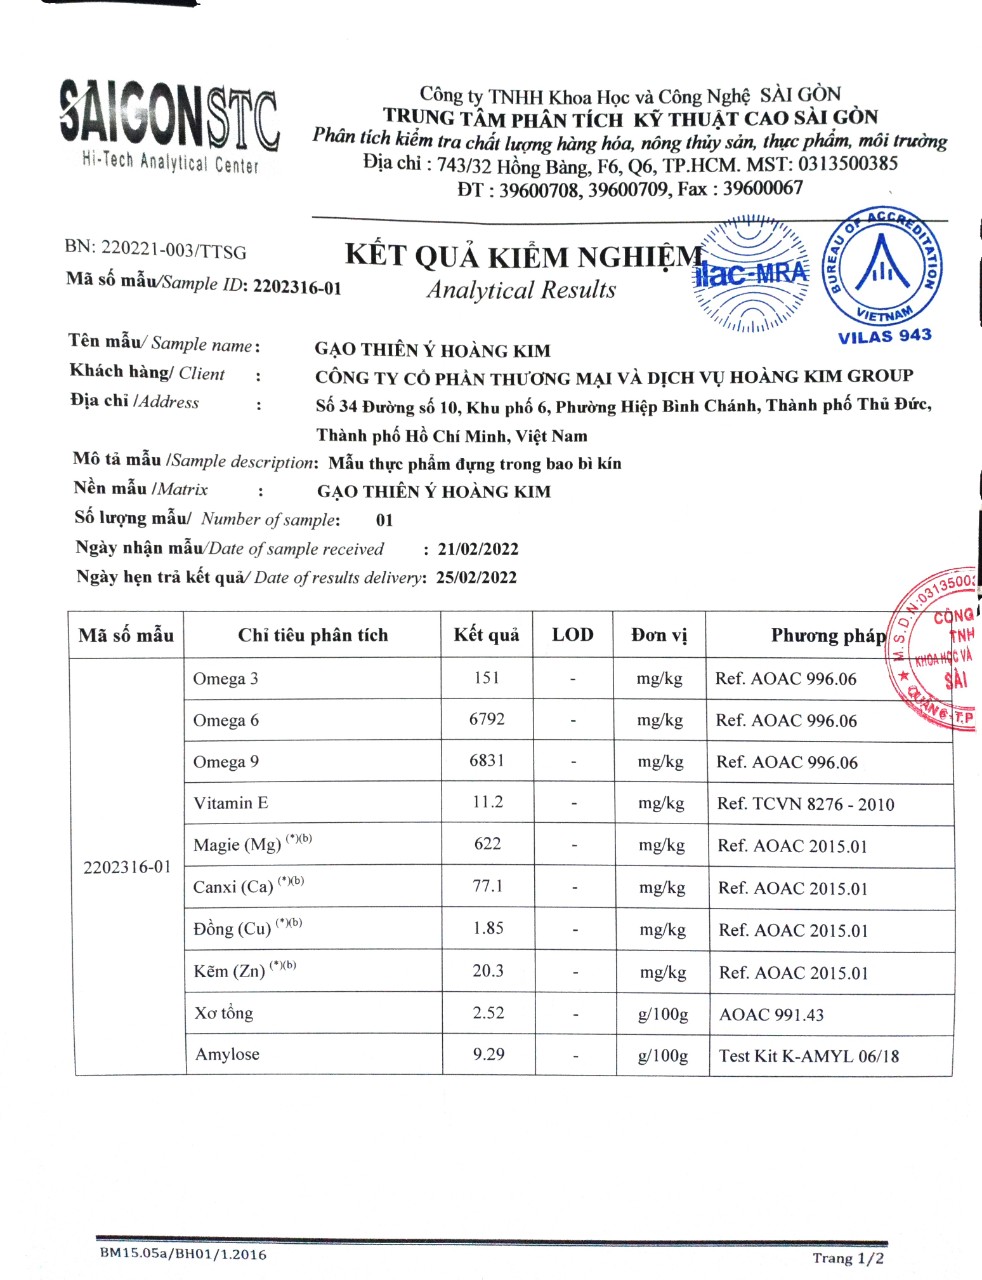 SAIGONSTC
Hi-Tech Analytical Center
Công ty TNHH Khoa Học và Công Nghệ SÀI GÒN
TRUNG TÂM PHÂN TÍCH KỸ THUẬT CAO SÀI GÒN
Phân tích kiểm tra chất lượng hàng hóa, nông thủy sản, thực phẩm, môi trường
Địa chỉ : 743/32 Hồng Bàng, F6, Q6, TP.HCM. MST: 0313500385
ĐT : 39600708, 39600709, Fax : 39600067
BN: 220221-003/TTSG
KẾT QUẢ KIỂM NGHIỆM
Mã số mẫu/Sample ID: 2202316-01
Analytical Results
ilac-MRA
BUREAU OF ACCREDITATION
VIETNAM
VILAS 943
Tên mẫu/ Sample name : GẠO THIÊN Ý HOÀNG KIM
Khách hàng/ Client : CÔNG TY CỔ PHẦN THƯƠNG MẠI VÀ DỊCH VỤ HOÀNG KIM GROUP
Địa chỉ /Address : Số 34 Đường số 10, Khu phố 6, Phường Hiệp Bình Chánh, Thành phố Thủ Đức,
Thành phố Hồ Chí Minh, Việt Nam
Mô tả mẫu /Sample description: Mẫu thực phẩm đựng trong bao bì kín
Nền mẫu /Matrix : GẠO THIÊN Ý HOÀNG KIM
Số lượng mẫu/ Number of sample: 01
Ngày nhận mẫu/Date of sample received : 21/02/2022
Ngày hẹn trả kết quả/ Date of results delivery: 25/02/2022
Mã số mẫu Chỉ tiêu phân tích Kết quả LOD Đơn vị Phương pháp
Omega 3 151 - mg/kg Ref. AOAC 996.06
Omega 6 6792 - mg/kg Ref. AOAC 996.06
Omega 9 6831 - mg/kg Ref. AOAC 996.06
Vitamin E 11.2 - mg/kg Ref. TCVN 8276 - 2010
Magie (Mg) (*)(b) 622 - mg/kg Ref. AOAC 2015.01
2202316-01
Canxi (Ca) (*)(b) 77.1 - mg/kg Ref. AOAC 2015.01
Đồng (Cu) (*)(b) 1.85 - mg/kg Ref. AOAC 2015.01
Kẽm (Zn) (*)(b) 20.3 - mg/kg Ref. AOAC 2015.01
Xơ tổng 2.52 - g/100g AOAC 991.43
Amylose 9.29 - g/100g Test Kit K-AMYL 06/18
M.S.D.N:0313500
CÔNG
TNH
KHOA HỌC VÀ
SÀI
QUẬN 6 - T.P
BM15.05a/BH01/1.2016
Trang 1/2